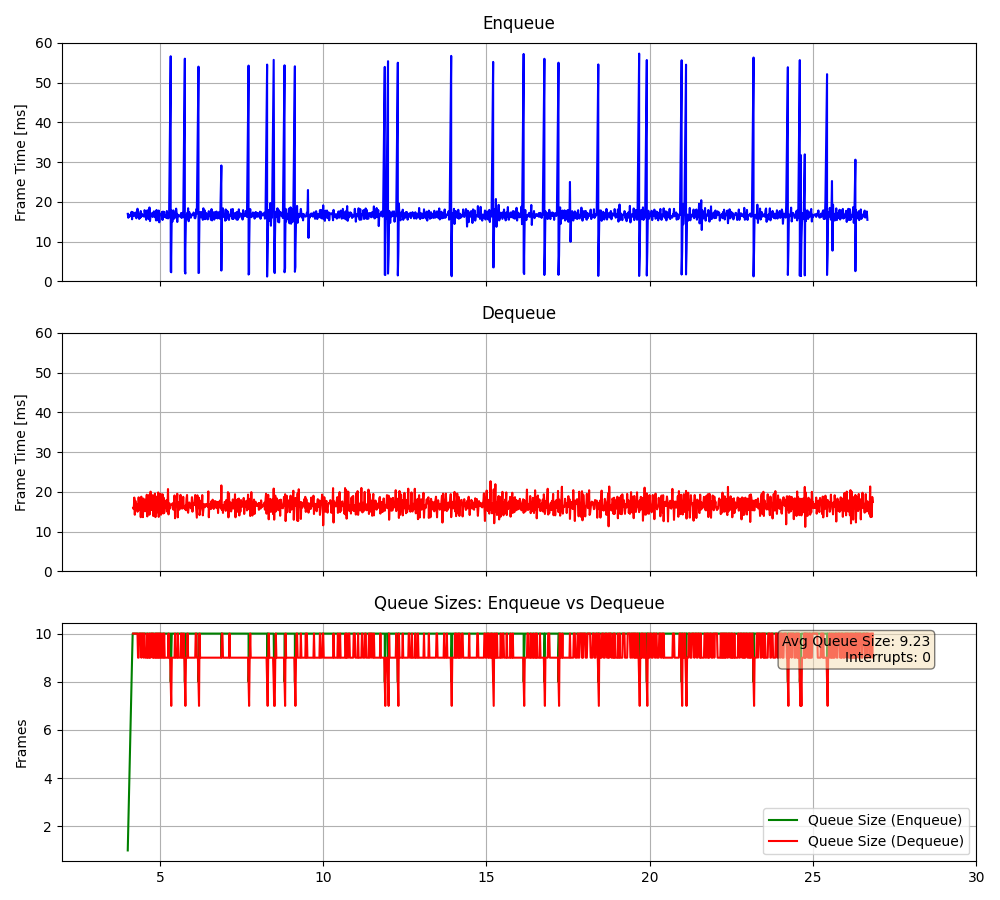 Enqueue
60
50
40
30
20
10
0
Frame Time [ms]
Dequeue
60
50
40
30
20
10
0
Frame Time [ms]
Queue Sizes: Enqueue vs Dequeue
10
8
6
4
2
Frames
Avg Queue Size: 9.23
Interrupts: 0
Queue Size (Enqueue)
Queue Size (Dequeue)
5 10 15 20 25 30